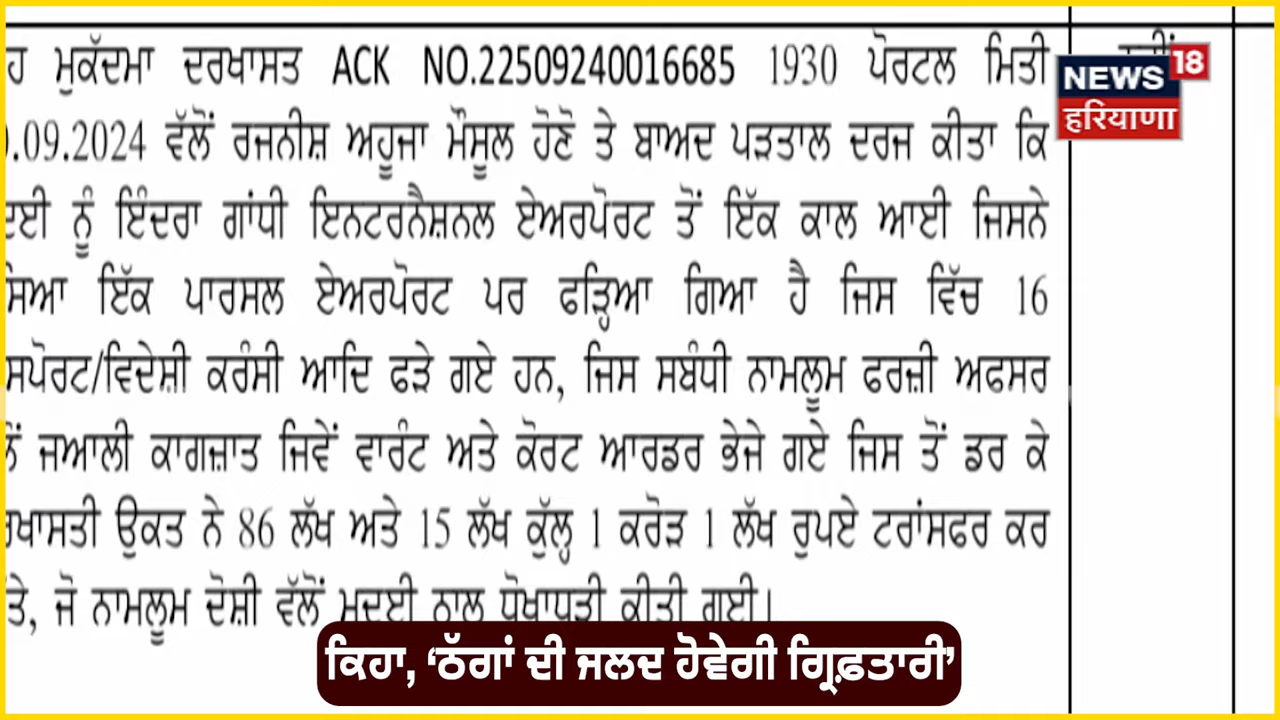 ਮੁਕੱਦਮਾ ਦਰਖਾਸਤ ACK NO.22509240016685 1930 ਪੋਰਟਲ ਮਿਤੀ
.09.2024 ਵੱਲੋਂ ਰਜਨੀਸ਼ ਅਹੂਜਾ ਮੌਸੂਲ ਹੋਣੋ ਤੇ ਬਾਅਦ ਪੜਤਾਲ ਦਰਜ ਕੀਤਾ ਕਿ
ਨੂੰ ਇੰਦਰਾ ਗਾਂਧੀ ਇਨਟਰਨੈਸ਼ਨਲ ਏਅਰਪੋਰਟ ਤੋਂ ਇੱਕ ਕਾਲ ਆਈ ਜਿਸਨੇ
ਸਿਆ ਇੱਕ ਪਾਰਸਲ ਏਅਰਪੋਰਟ ਪਰ ਫੜ੍ਹਿਆ ਗਿਆ ਹੈ ਜਿਸ ਵਿੱਚ 16
ਸਪੋਰਟ/ਵਿਦੇਸ਼ੀ ਕਰੰਸੀ ਆਦਿ ਫੜੇ ਗਏ ਹਨ, ਜਿਸ ਸਬੰਧੀ ਨਾਮਲੂਮ ਫਰਜ਼ੀ ਅਫਸਰ
ਜਆਲੀ ਕਾਗਜ਼ਾਤ ਜਿਵੇਂ ਵਾਰੰਟ ਅਤੇ ਕੋਰਟ ਆਰਡਰ ਭੇਜੇ ਗਏ ਜਿਸ ਤੋਂ ਡਰ ਕੇ
ਖਾਸਤੀ ਉਕਤ ਨੇ 86 ਲੱਖ ਅਤੇ 15 ਲੱਖ ਕੁੱਲ੍ਹ 1 ਕਰੋੜ 1 ਲੱਖ ਰੁਪਏ ਟਰਾਂਸਫਰ ਕਰ
ਤੇ, ਜੋ ਨਾਮਲੂਮ ਦੋਸ਼ੀ ਵੱਲੋਂ ਮੁਦਈ ਨਾਲ ਧੋਖਾਧੜੀ ਕੀਤੀ ਗਈ।
NEWS 18
हरियाणा
ਕਿਹਾ, ‘ਠੱਗਾਂ ਦੀ ਜਲਦ ਹੋਵੇਗੀ ਗ੍ਰਿਫ਼ਤਾਰੀ’